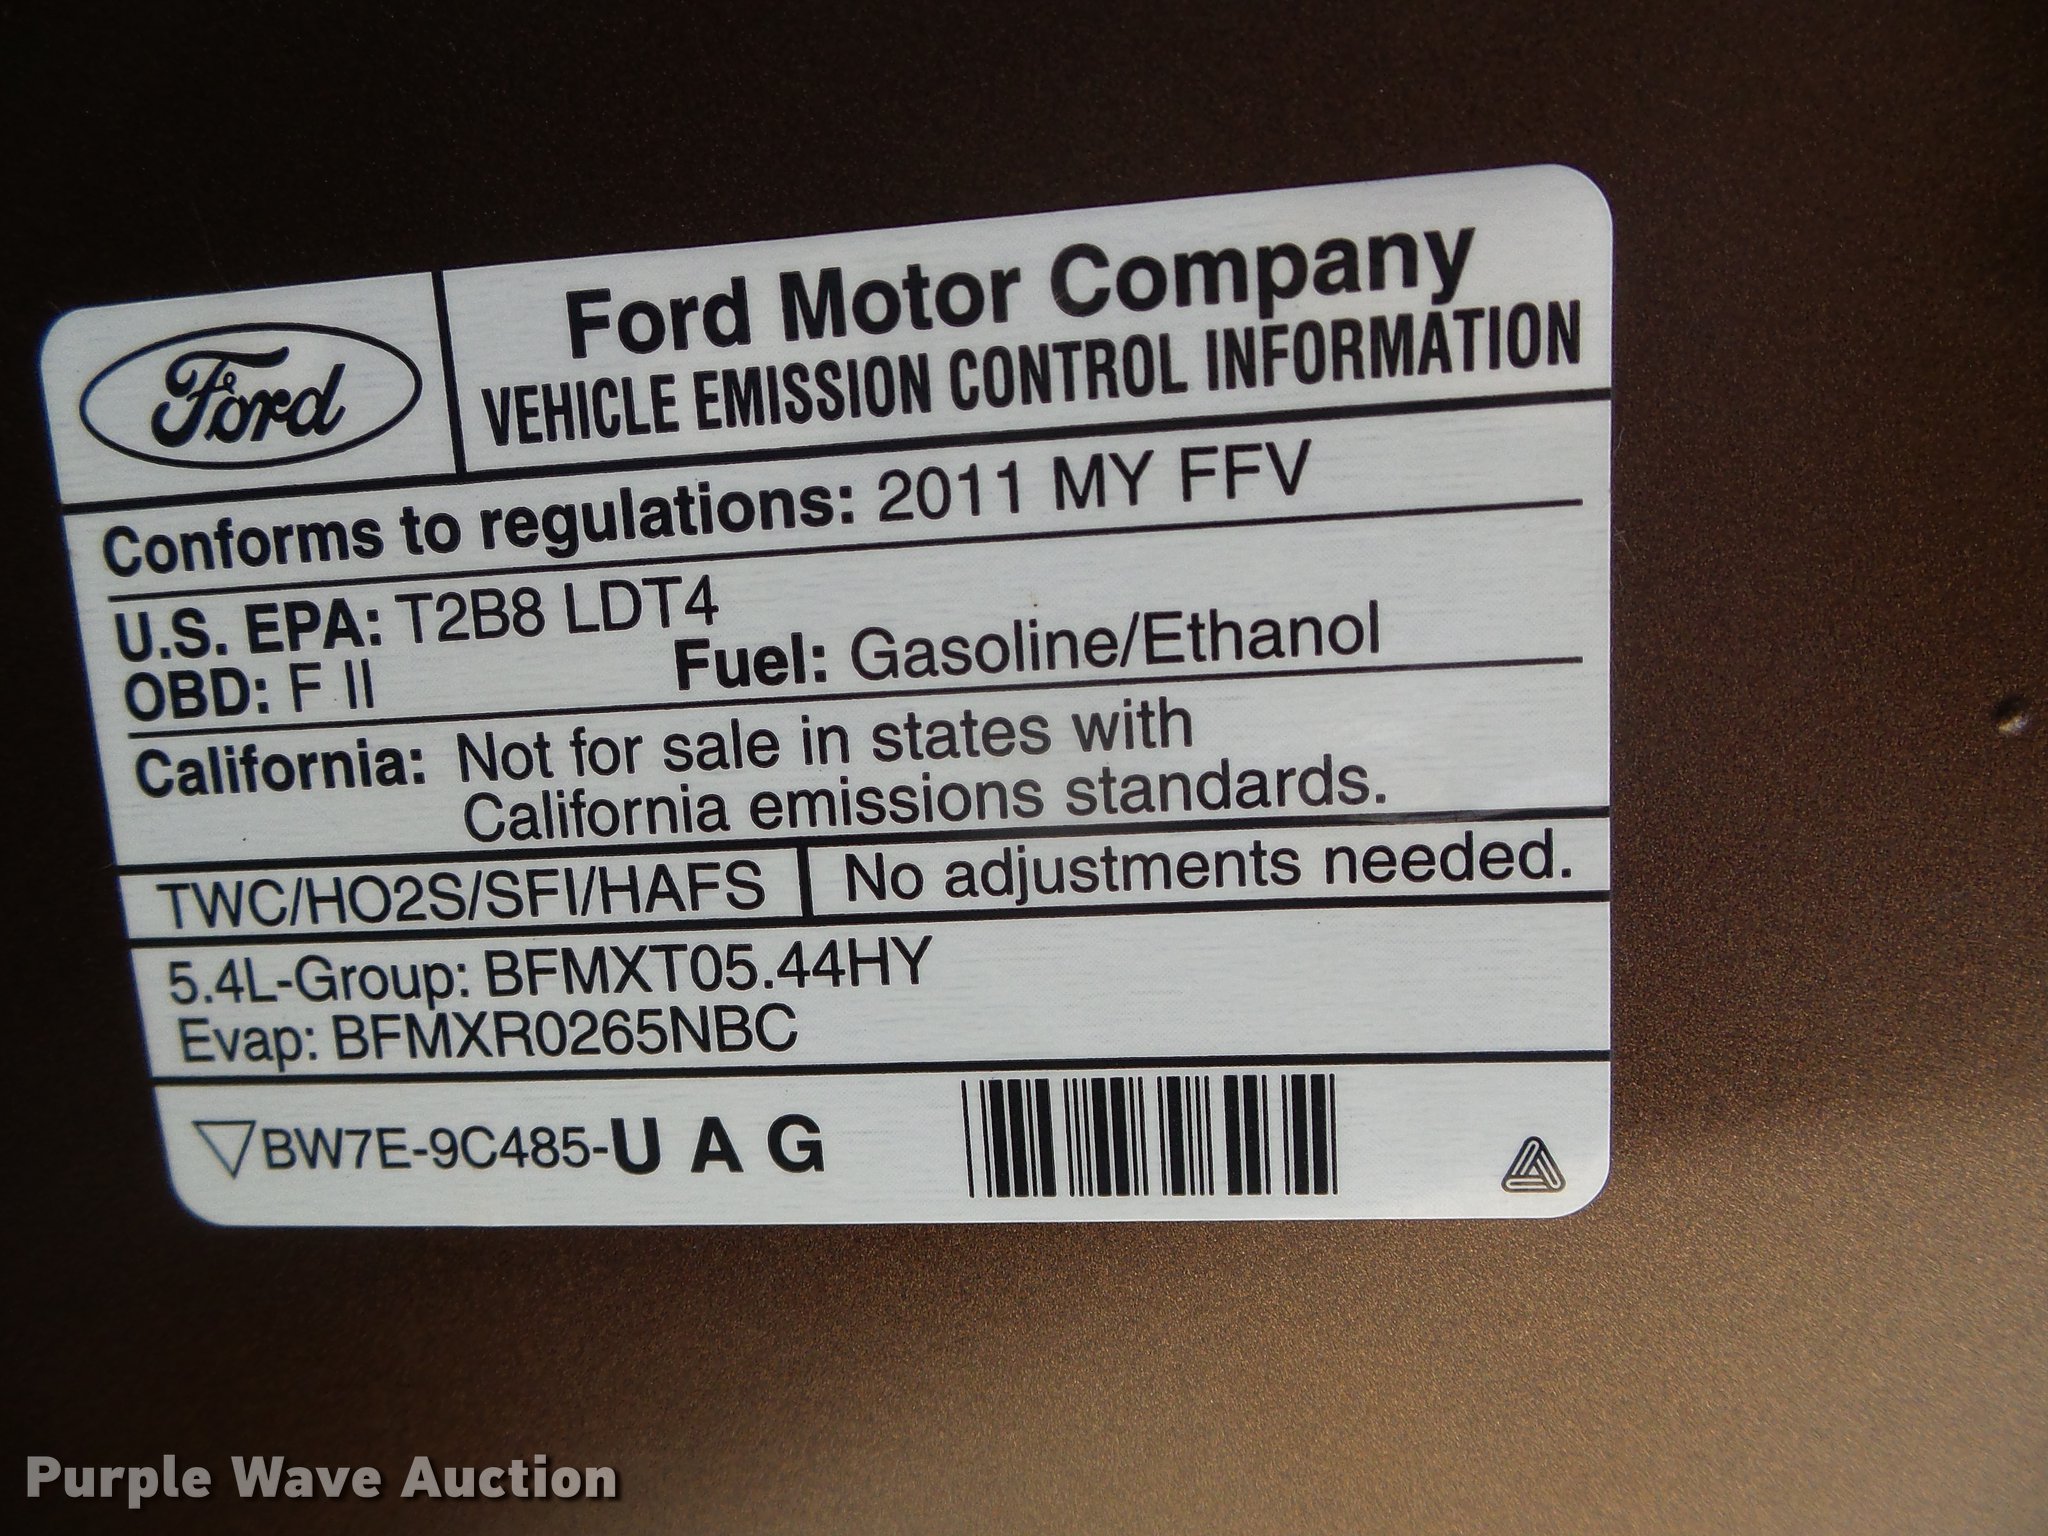 Ford
Ford Motor Company
VEHICLE EMISSION CONTROL INFORMATION
Conforms to regulations: 2011 MY FFV
U.S. EPA: T2B8 LDT4
OBD: F II
Fuel: Gasoline/Ethanol
California: Not for sale in states with
California emissions standards.
TWC/HO2S/SFI/HAFS
No adjustments needed.
5.4L-Group: BFMXT05.44HY
Evap: BFMXR0265NBC
BW7E-9C485-U A G
Purple Wave Auction